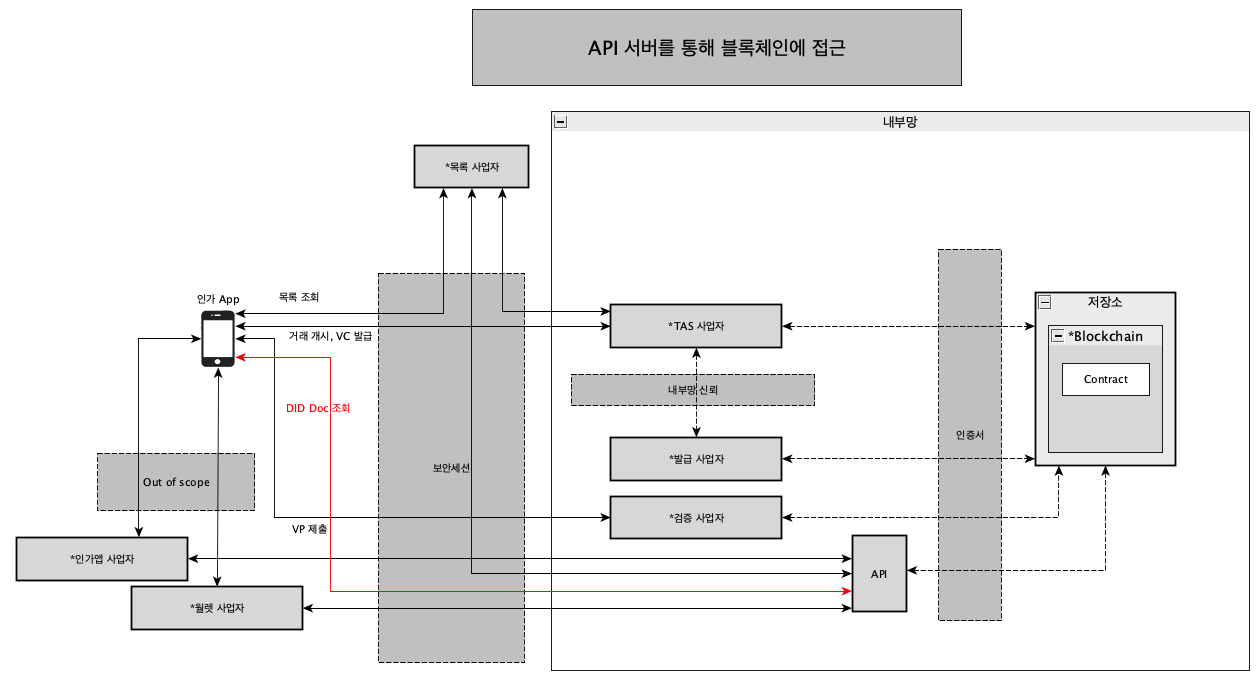 API 서버를 통해 블록체인에 접근
내부망
*목록 사업자
인가 App
목록 조회
거래 개시, VC 발급
*TAS 사업자
저장소
*Blockchain
Contract
내부망 신뢰
DID Doc 조회
인증서
*발급 사업자
보안세션
Out of scope
*검증 사업자
VP 제출
*인가앱 사업자
API
*월렛 사업자